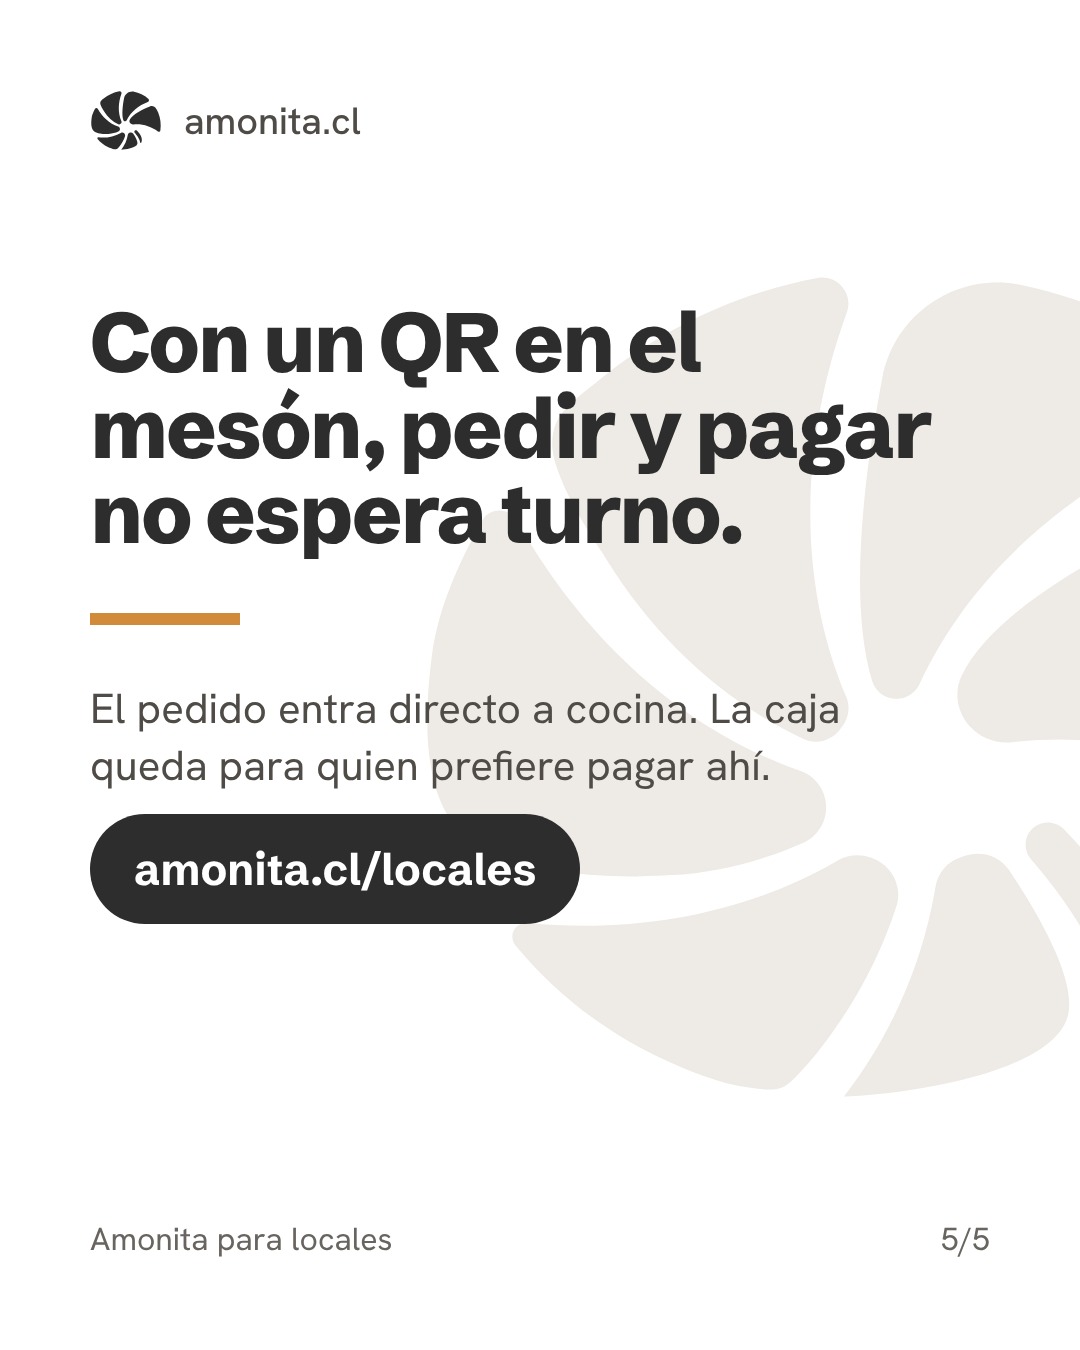 amonita.cl
Con un QR en el
mesón, pedir y pagar
no espera turno.
El pedido entra directo a cocina. La caja
queda para quien prefiere pagar ahí.
amonita.cl/locales
Amonita para locales
5/5